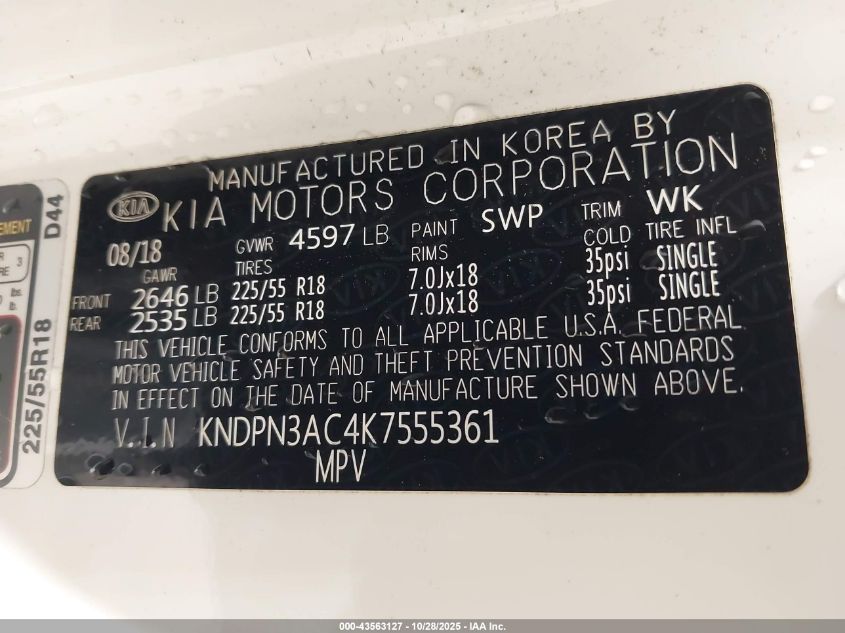 MANUFACTURED IN KOREA BY
KIA KIA MOTORS CORPORATION
08/18 GVWR 4597 LB PAINT SWP TRIM WK
GAWR TIRES RIMS COLD TIRE INFL
FRONT 2646 LB 225/55 R18 7.0Jx18 35psi SINGLE
REAR 2535 LB 225/55 R18 7.0Jx18 35psi SINGLE
THIS VEHICLE CONFORMS TO ALL APPLICABLE U.S.A. FEDERAL
MOTOR VEHICLE SAFETY AND THEFT PREVENTION STANDARDS
IN EFFECT ON THE DATE OF MANUFACTURE SHOWN ABOVE.
V.I.N KNDPN3AC4K7555361
MPV
D44
225/55R18
3
000-43563127 - 10/28/2025 - IAA Inc.